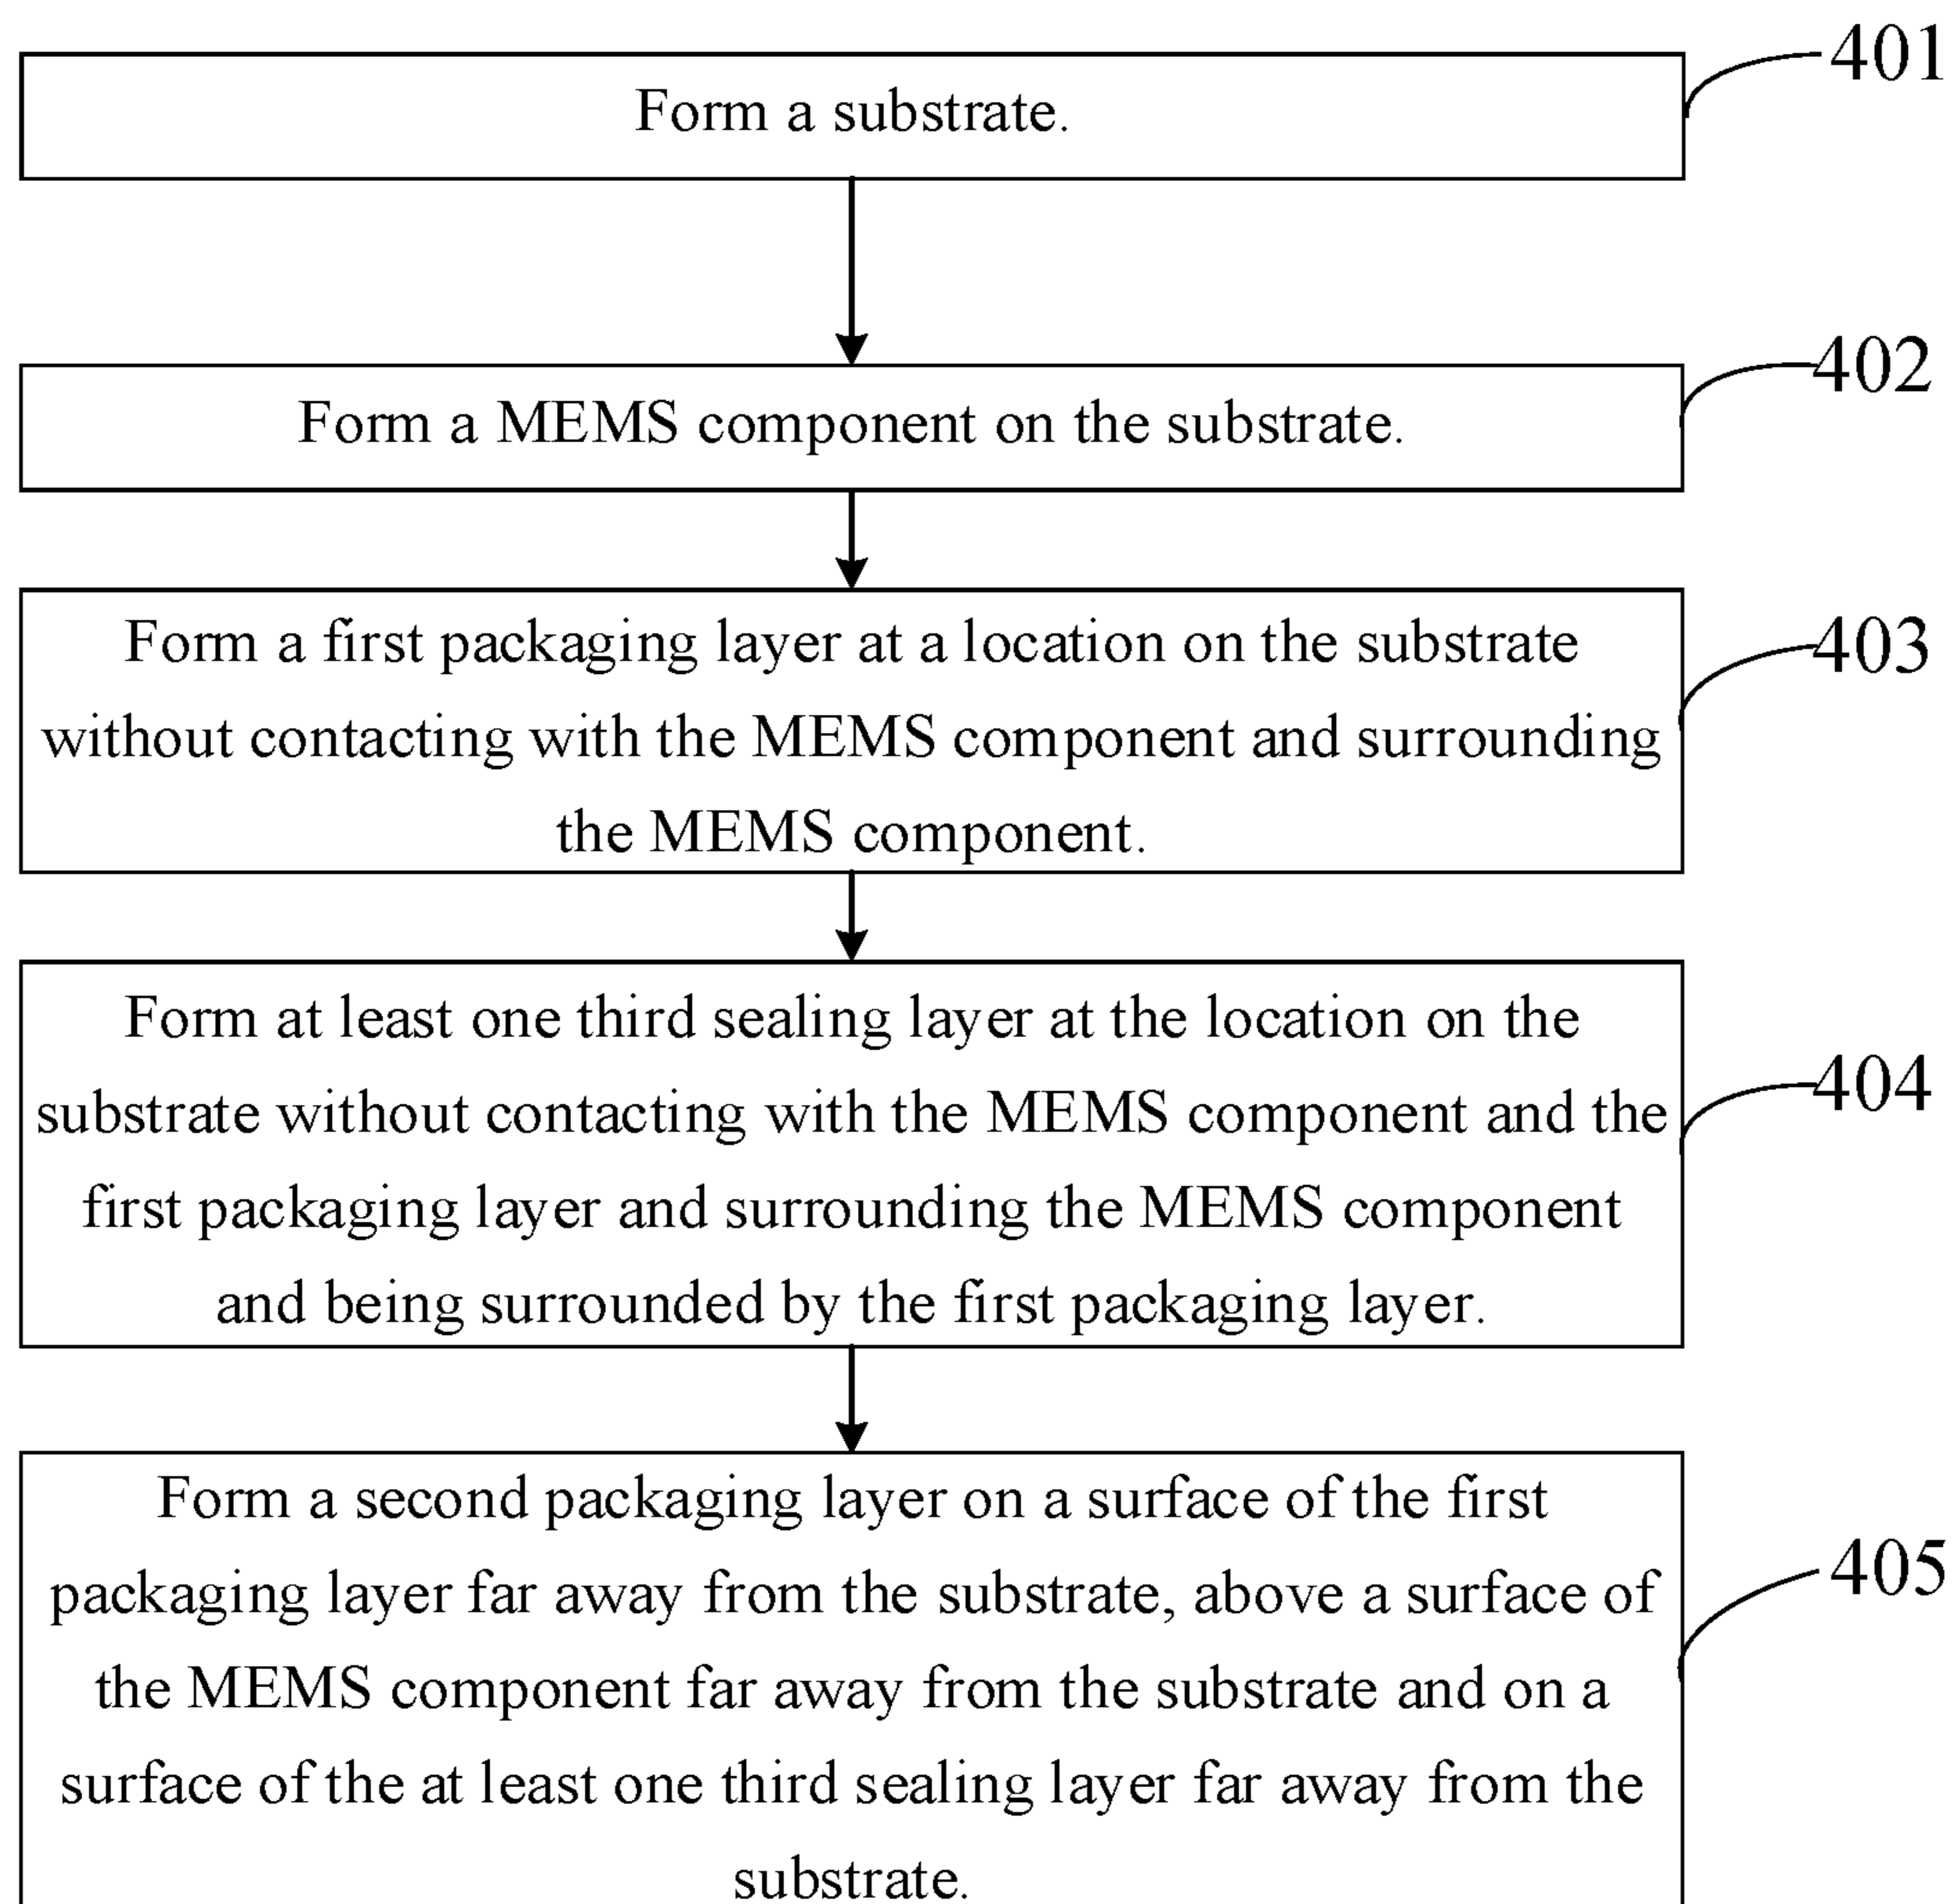 401
Form a substrate.
402
Form a MEMS component on the substrate.
403
Form a first packaging layer at a location on the substrate
without contacting with the MEMS component and surrounding
the MEMS component.
404
Form at least one third sealing layer at the location on the
substrate without contacting with the MEMS component and the
first packaging layer and surrounding the MEMS component
and being surrounded by the first packaging layer.
405
Form a second packaging layer on a surface of the first
packaging layer far away from the substrate, above a surface of
the MEMS component far away from the substrate and on a
surface of the at least one third sealing layer far away from the
substrate.